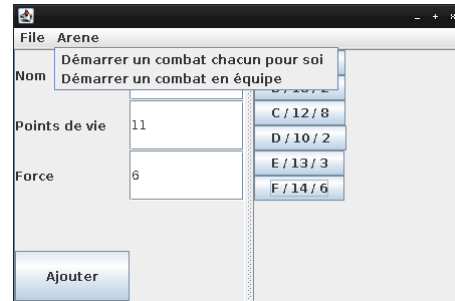 File Arene
Démarrer un combat chacun pour soi
Démarrer un combat en équipe
Nom
Points de vie
11
Force
6
Ajouter
C / 12 / 8
D / 10 / 2
E / 13 / 3
F / 14 / 6